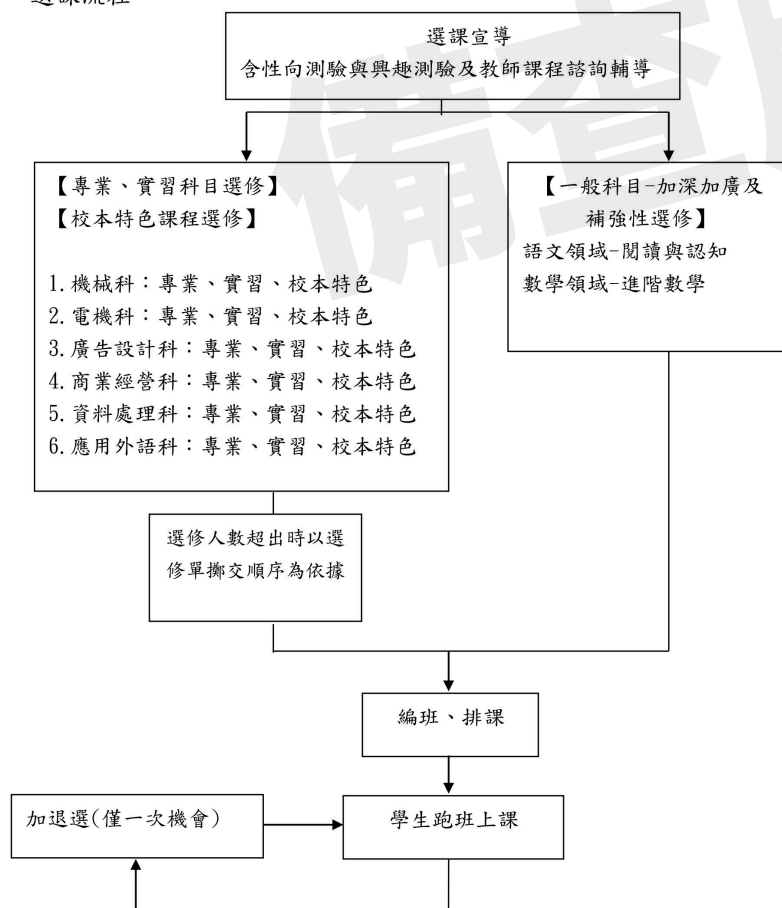 選課流程
選課宣導
含性向測驗與興趣測驗及教師課程諮詢輔導
【專業、實習科目選修】
【校本特色課程選修】
1.機械科：專業、實習、校本特色
2.電機科：專業、實習、校本特色
3.廣告設計科：專業、實習、校本特色
4.商業經營科：專業、實習、校本特色
5.資料處理科：專業、實習、校本特色
6.應用外語科：專業、實習、校本特色
【一般科目-加深加廣及
補強性選修】
語文領域-閱讀與認知
數學領域-進階數學
選修人數超出時以選
修單擲交順序為依據
編班、排課
加退選(僅一次機會)
學生跑班上課
備查